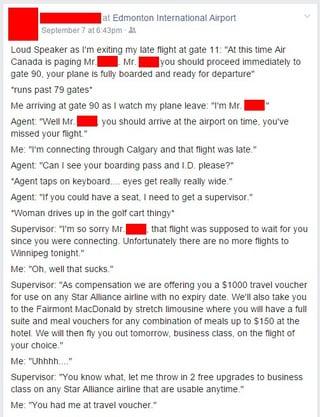 at Edmonton International Airport
September 7 at 6:43pm ·
Loud Speaker as I'm exiting my late flight at gate 11: "At this time Air
Canada is paging Mr. Mr. you should proceed immediately to
gate 90, your plane is fully boarded and ready for departure"
*runs past 79 gates*
Me arriving at gate 90 as I watch my plane leave: "I'm Mr. "
Agent: "Well Mr. you should arrive at the airport on time, you've
missed your flight."
Me: "I'm connecting through Calgary and that flight was late."
Agent: "Can I see your boarding pass and I.D. please?"
*Agent taps on keyboard.... eyes get really really wide."
Agent: "If you could have a seat, I need to get a supervisor."
*Woman drives up in the golf cart thingy*
Supervisor: "I'm so sorry Mr. , that flight was supposed to wait for you
since you were connecting. Unfortunately there are no more flights to
Winnipeg tonight."
Me: "Oh, well that sucks."
Supervisor: "As compensation we are offering you a $1000 travel voucher
for use on any Star Alliance airline with no expiry date. We'll also take you
to the Fairmont MacDonald by stretch limousine where you will have a full
suite and meal vouchers for any combination of meals up to $150 at the
hotel. We will then fly you out tomorrow, business class, on the flight of
your choice."
Me: "Uhhhh...."
Supervisor: "You know what, let me throw in 2 free upgrades to business
class on any Star Alliance airline that are usable anytime."
Me: "You had me at travel voucher."